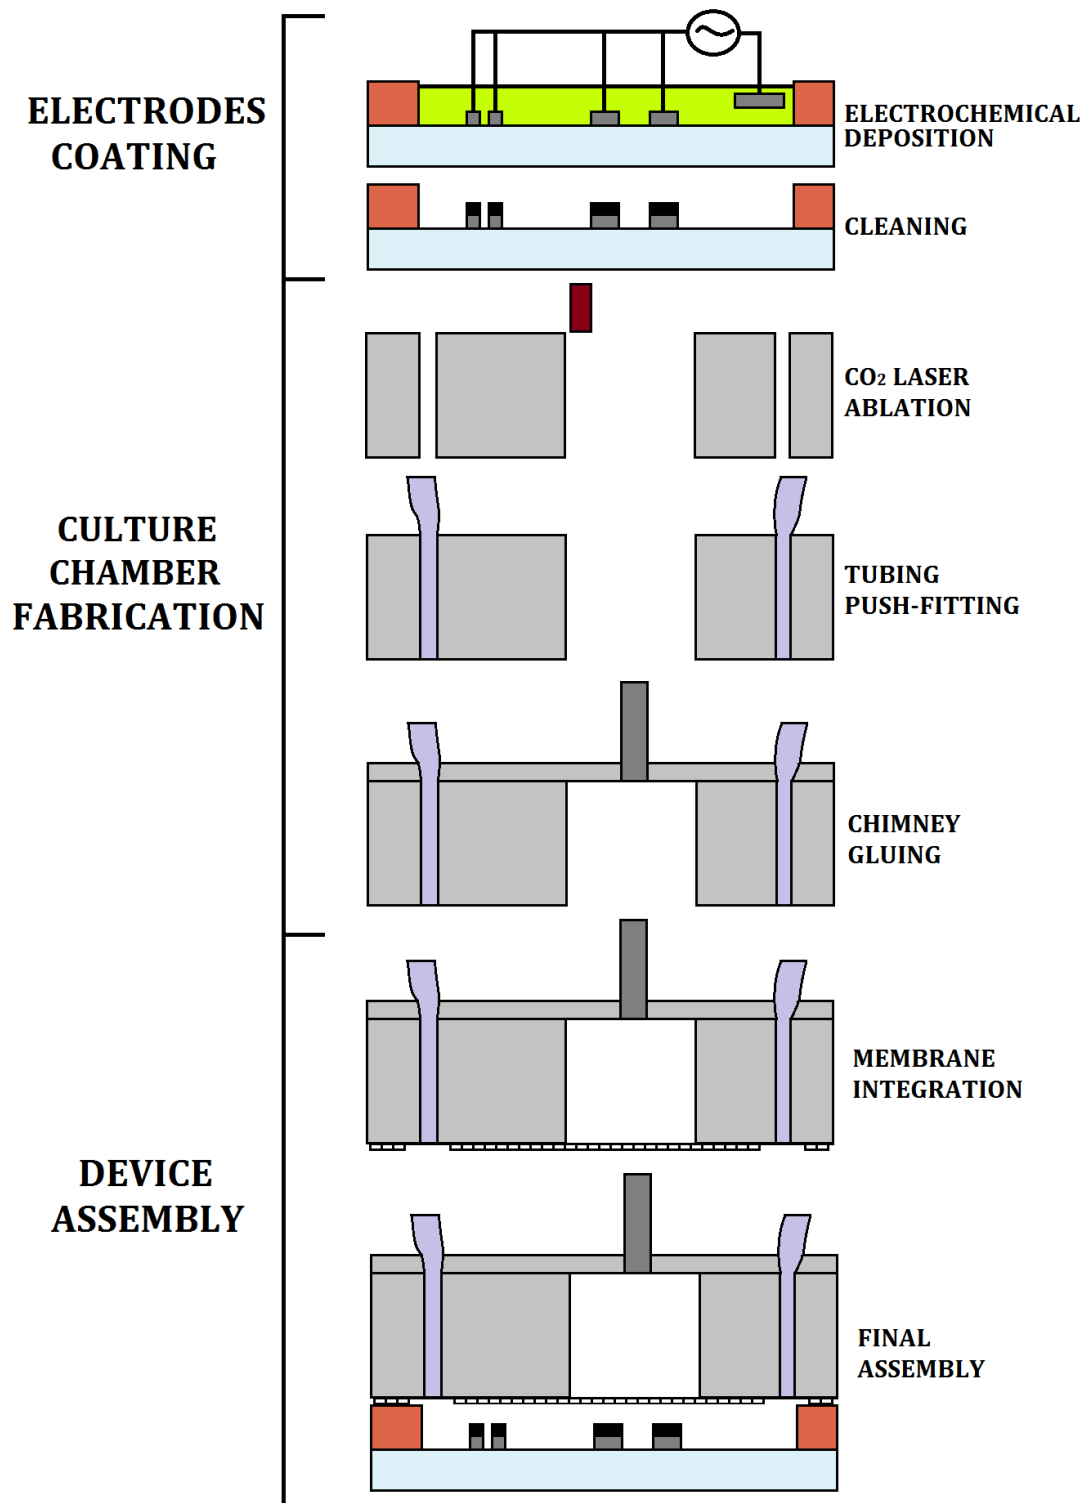 ELECTRODES
COATING
ELECTROCHEMICAL
DEPOSITION
CLEANING
CULTURE
CHAMBER
FABRICATION
CO₂ LASER
ABLATION
TUBING
PUSH-FITTING
CHIMNEY
GLUING
DEVICE
ASSEMBLY
MEMBRANE
INTEGRATION
FINAL
ASSEMBLY